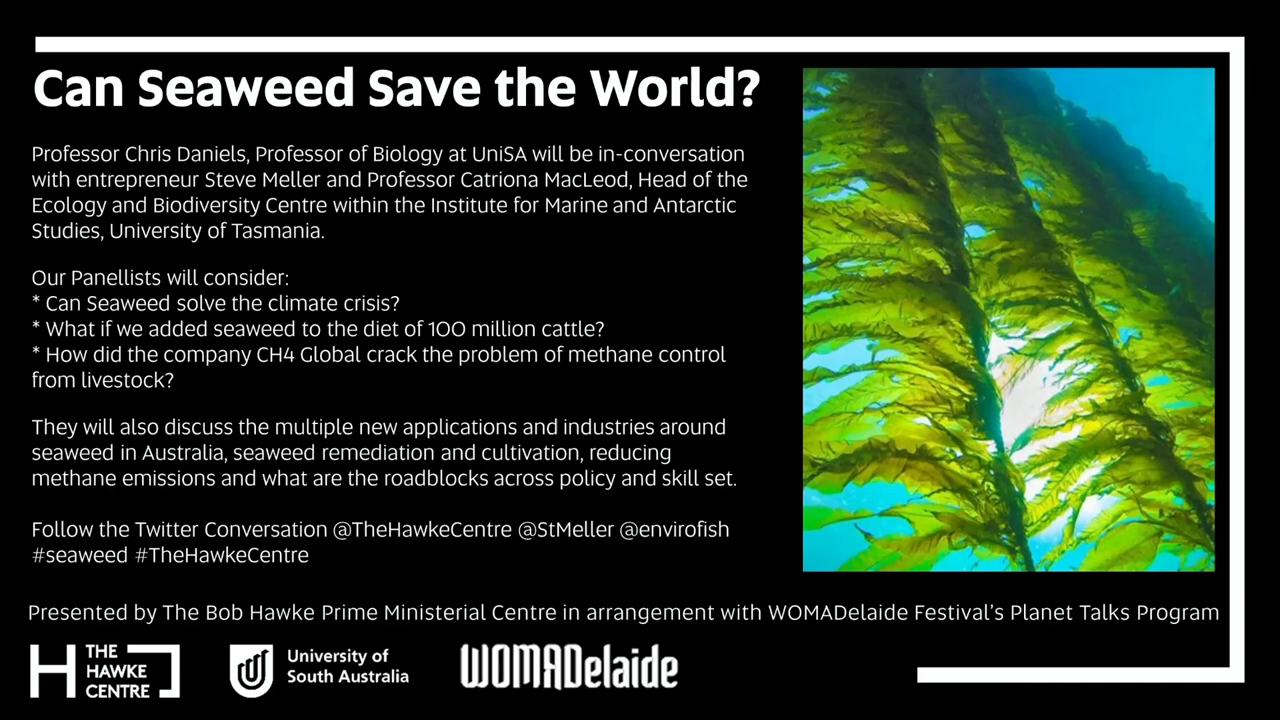 Can Seaweed Save the World?
Professor Chris Daniels, Professor of Biology at UniSA will be in-conversation
with entrepreneur Steve Meller and Professor Catriona MacLeod, Head of the
Ecology and Biodiversity Centre within the Institute for Marine and Antarctic
Studies, University of Tasmania.
Our Panellists will consider:
* Can Seaweed solve the climate crisis?
* What if we added seaweed to the diet of 100 million cattle?
* How did the company CH4 Global crack the problem of methane control
from livestock?
They will also discuss the multiple new applications and industries around
seaweed in Australia, seaweed remediation and cultivation, reducing
methane emissions and what are the roadblocks across policy and skill set.
Follow the Twitter Conversation @TheHawkeCentre @StMeller @envirofish
#seaweed #TheHawkeCentre
Presented by The Bob Hawke Prime Ministerial Centre in arrangement with WOMADelaide Festival's Planet Talks Program
THE
HAWKE
CENTRE
University of
South Australia
WOMADelaide